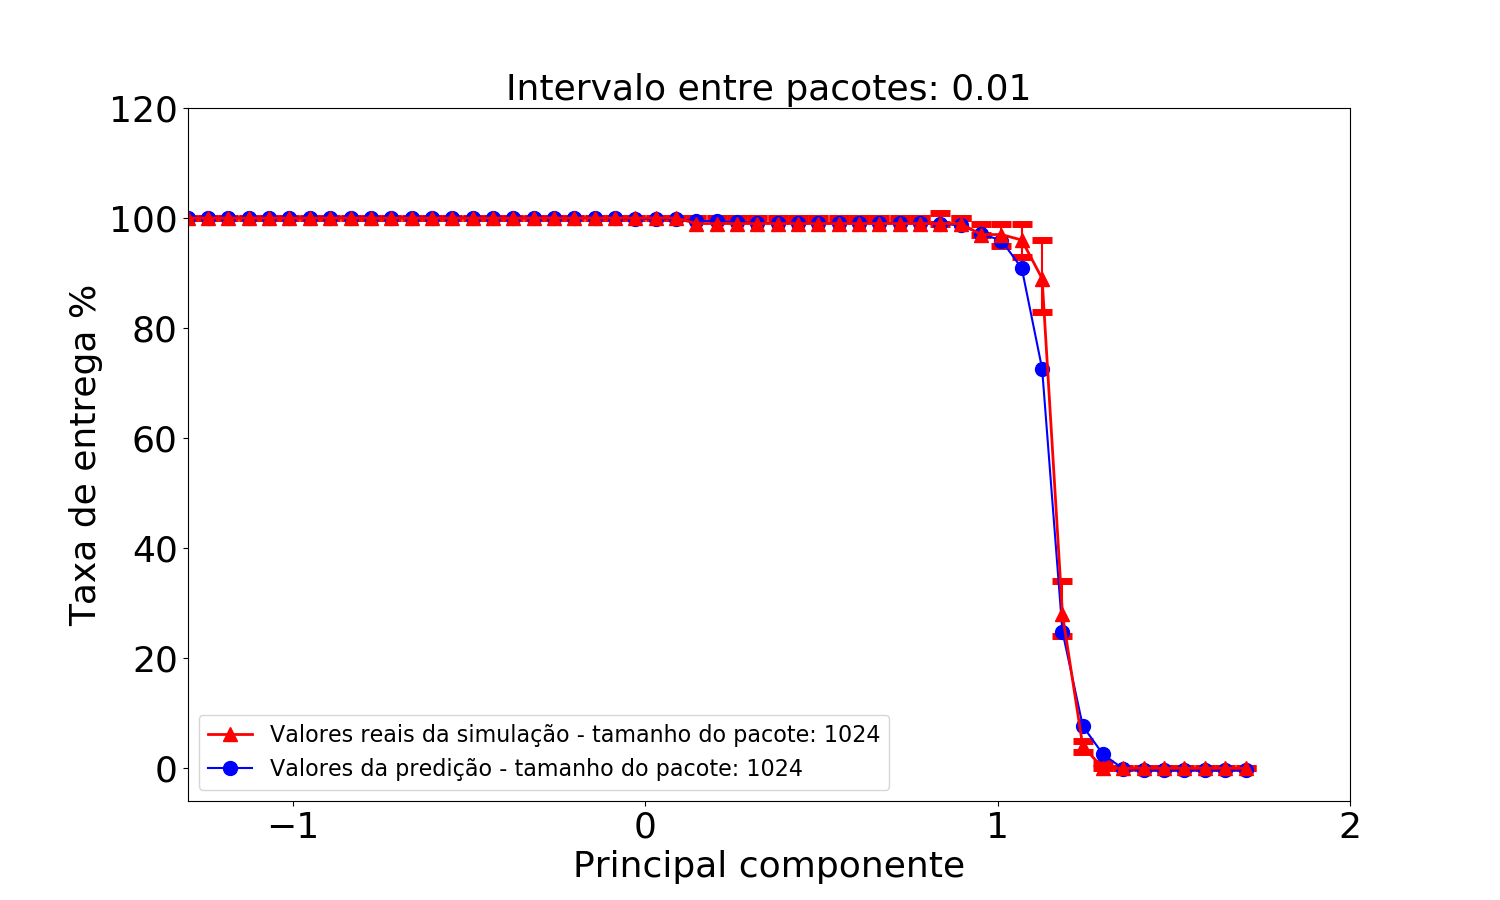 Intervalo entre pacotes: 0.01
120
100
80
60
40
20
0
Taxa de entrega %
Valores reais da simulação - tamanho do pacote: 1024
Valores da predição - tamanho do pacote: 1024
−1 0 1 2
Principal componente